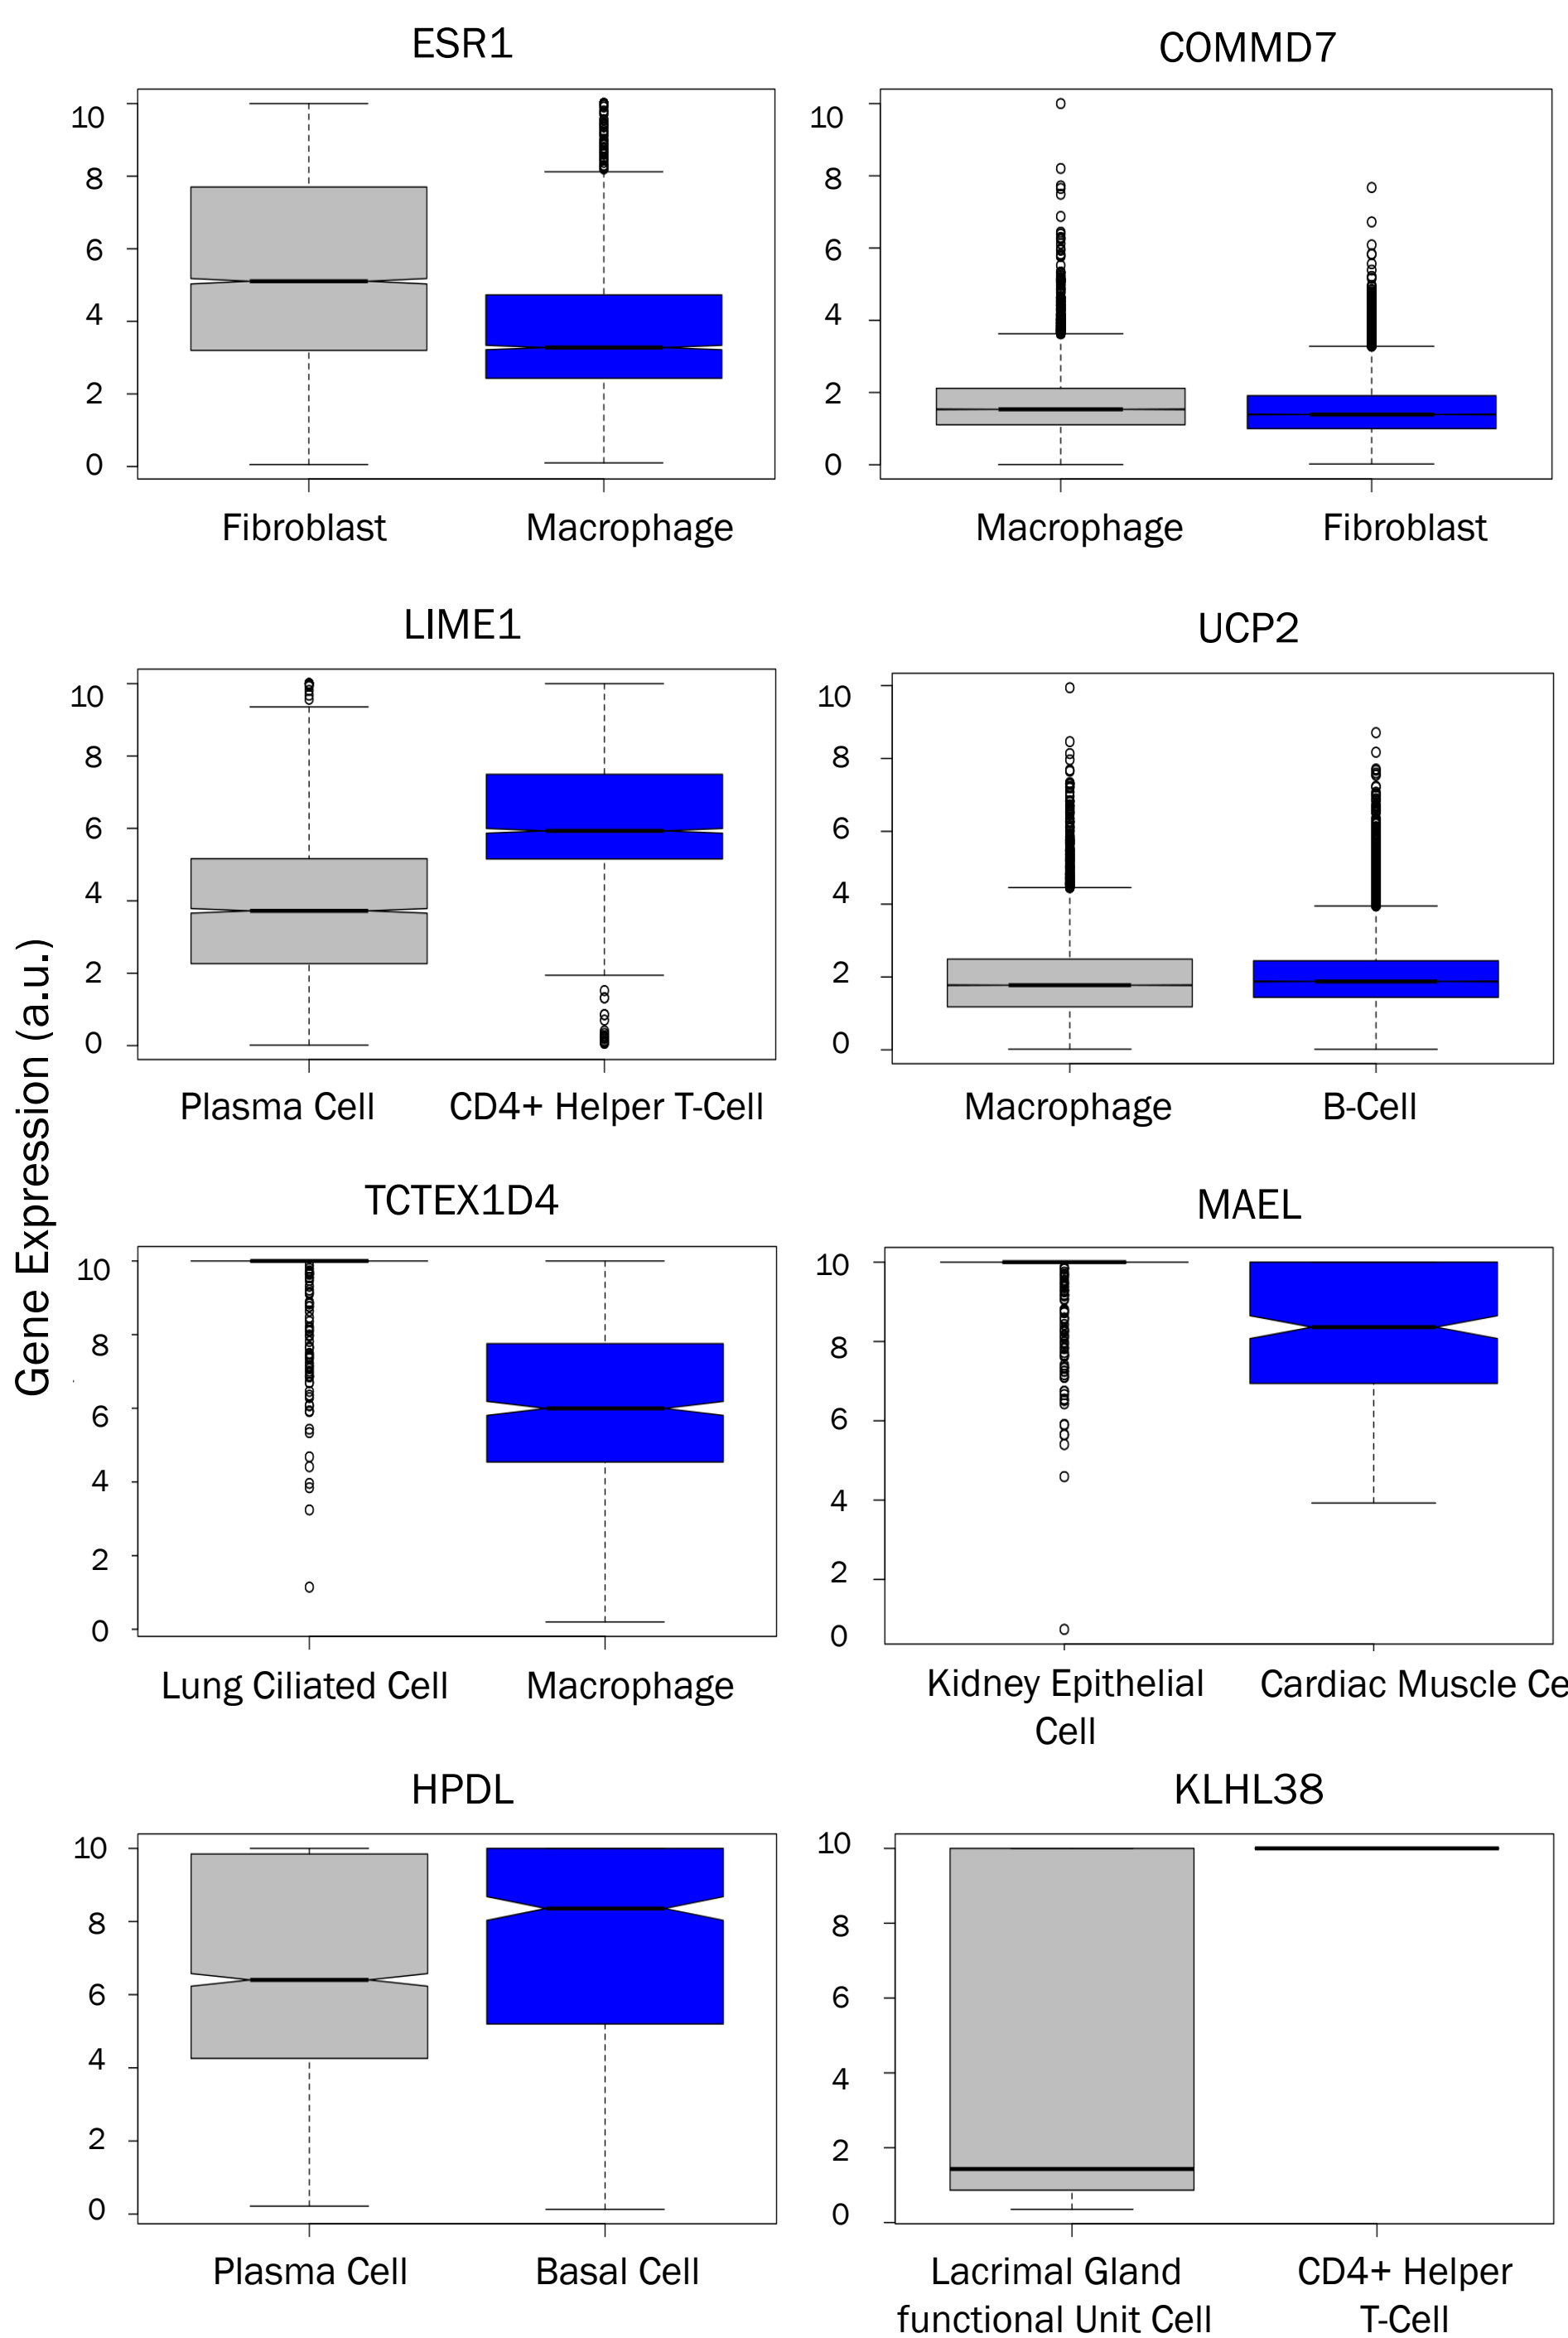 ESR1
10
8
6
4
2
0
Fibroblast Macrophage
COMMD7
10
8
6
4
2
0
Macrophage Fibroblast
Gene Expression (a.u.)
LIME1
10
8
6
4
2
0
Plasma Cell CD4+ Helper T-Cell
UCP2
10
8
6
4
2
0
Macrophage B-Cell
TCTEX1D4
10
8
6
4
2
0
Lung Ciliated Cell Macrophage
MAEL
10
8
6
4
2
0
Kidney Epithelial
Cell
Cardiac Muscle Ce
HPDL
10
8
6
4
2
0
Plasma Cell Basal Cell
KLHL38
10
8
6
4
2
0
Lacrimal Gland
functional Unit Cell
CD4+ Helper
T-Cell